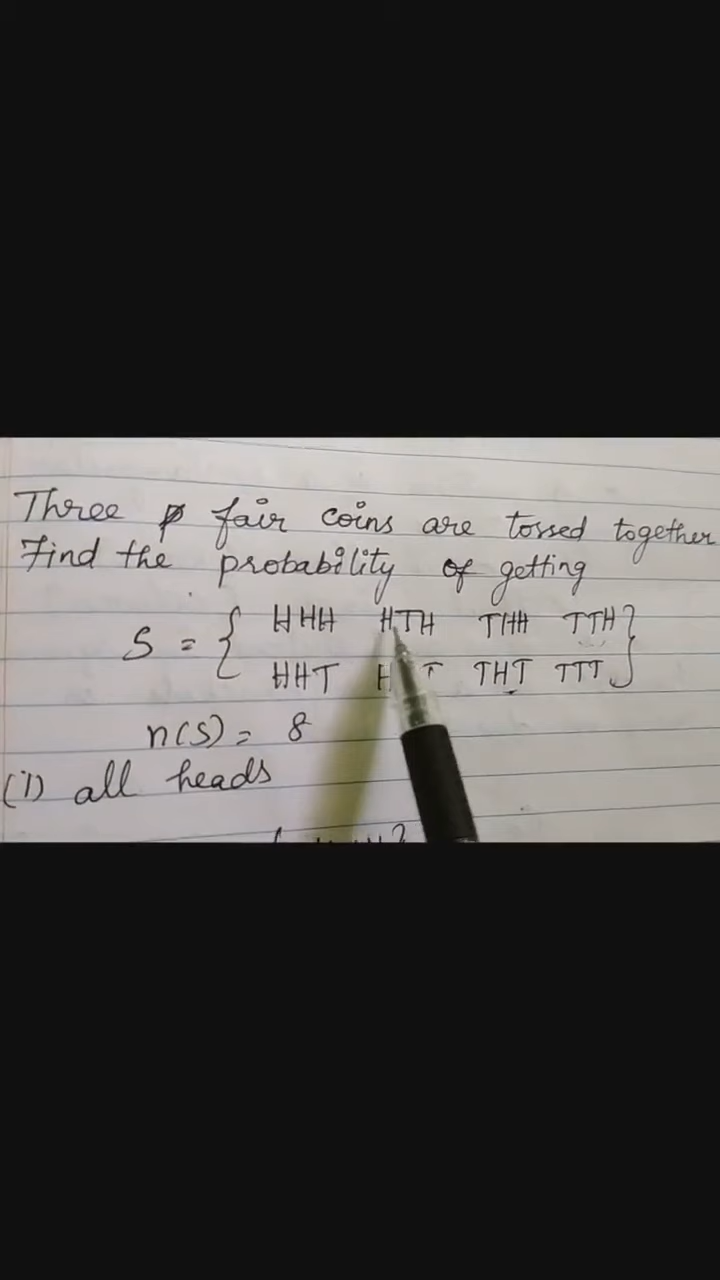 Three fair coins are tossed together
Find the probability of getting
S = { HHH HTH THH TTH }
HHT THT TTT
n(S) = 8
(i) all heads